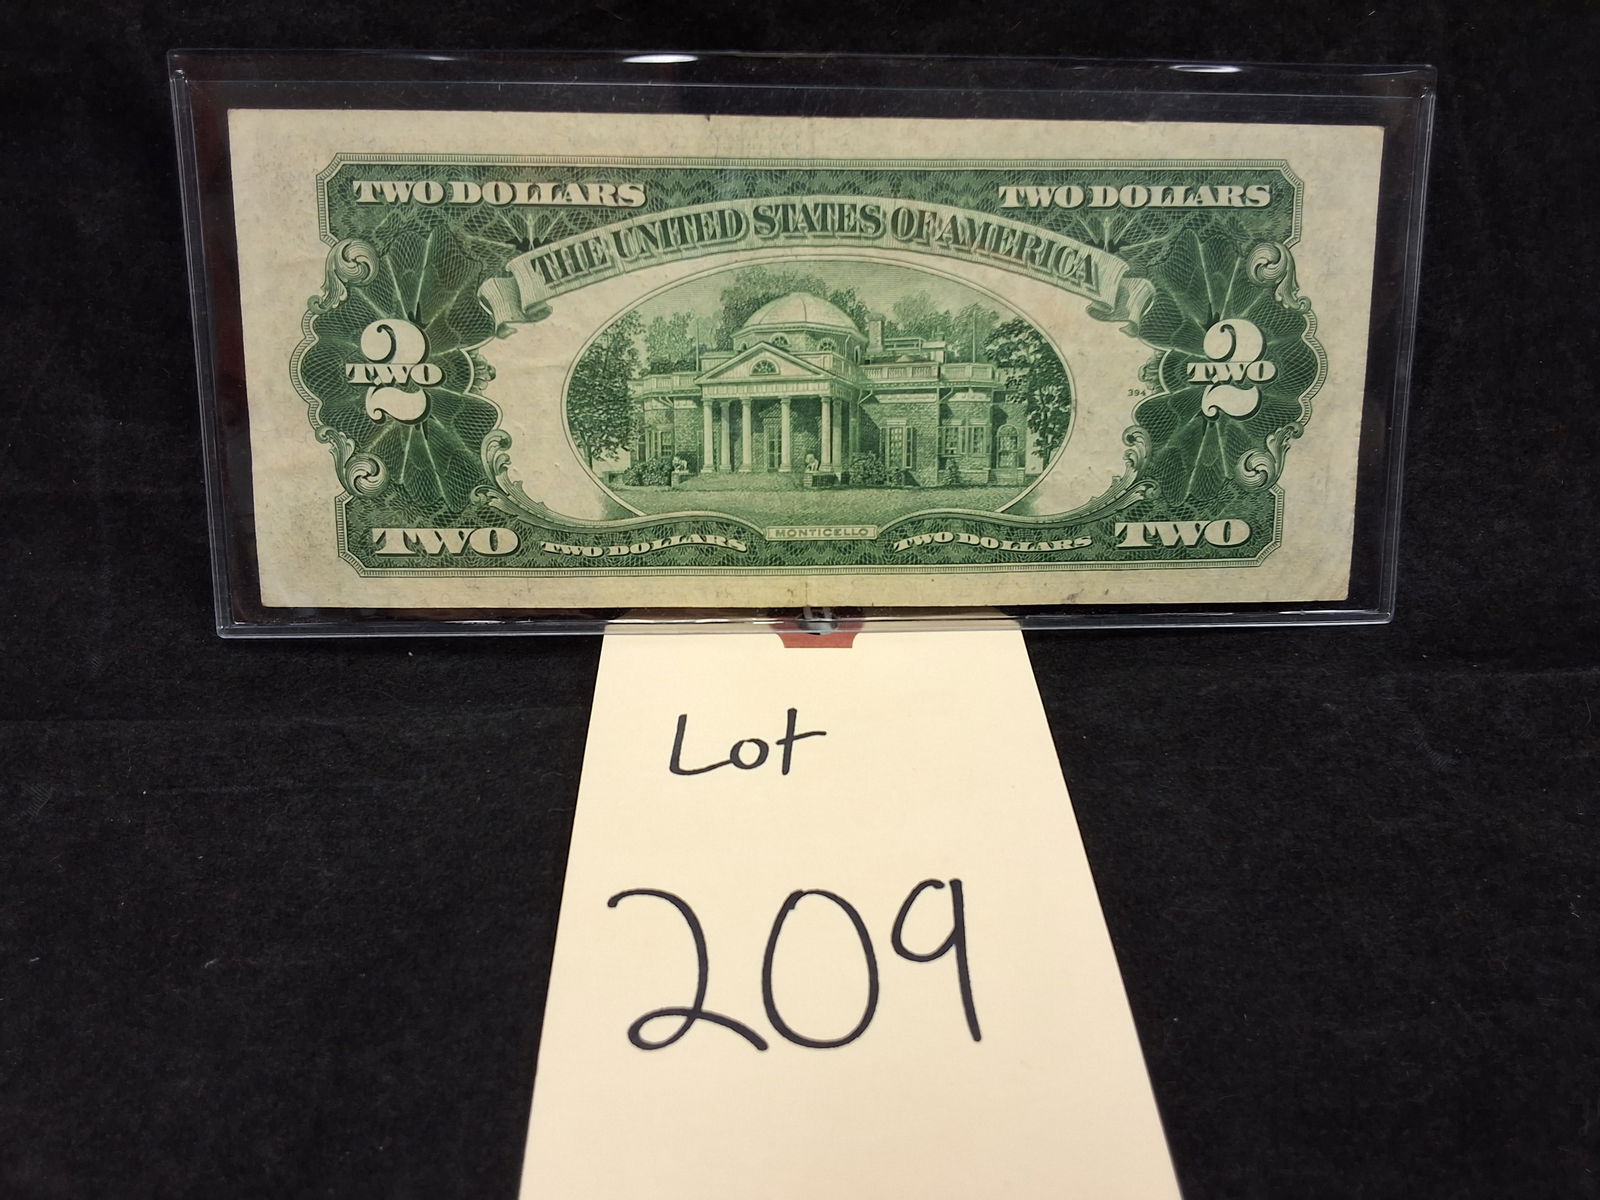 TWO DOLLARS TWO DOLLARS
THE UNITED STATES OF AMERICA
2 2
TWO TWO
394
TWO TWO DOLLARS MONTICELLO TWO DOLLARS TWO
Lot
209